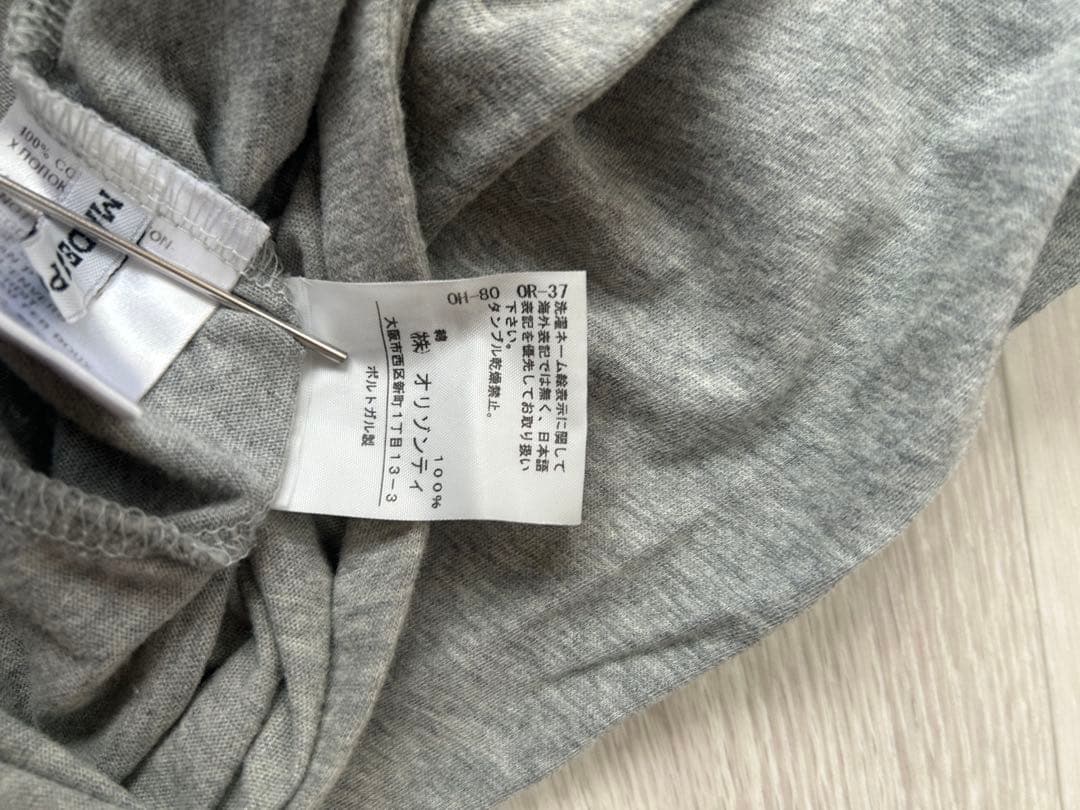 OH-80 OR-37
洗濯ネーム絵表示に関して
海外表記では無く、日本語
表記を優先してお取り扱い
下さい。
タンブル乾燥禁止。
綿 100%
㈱ オリゾンティ
大阪市西区新町1丁目13-3
ポルトガル製
100% CO
ХЛОПОК
MADE/P